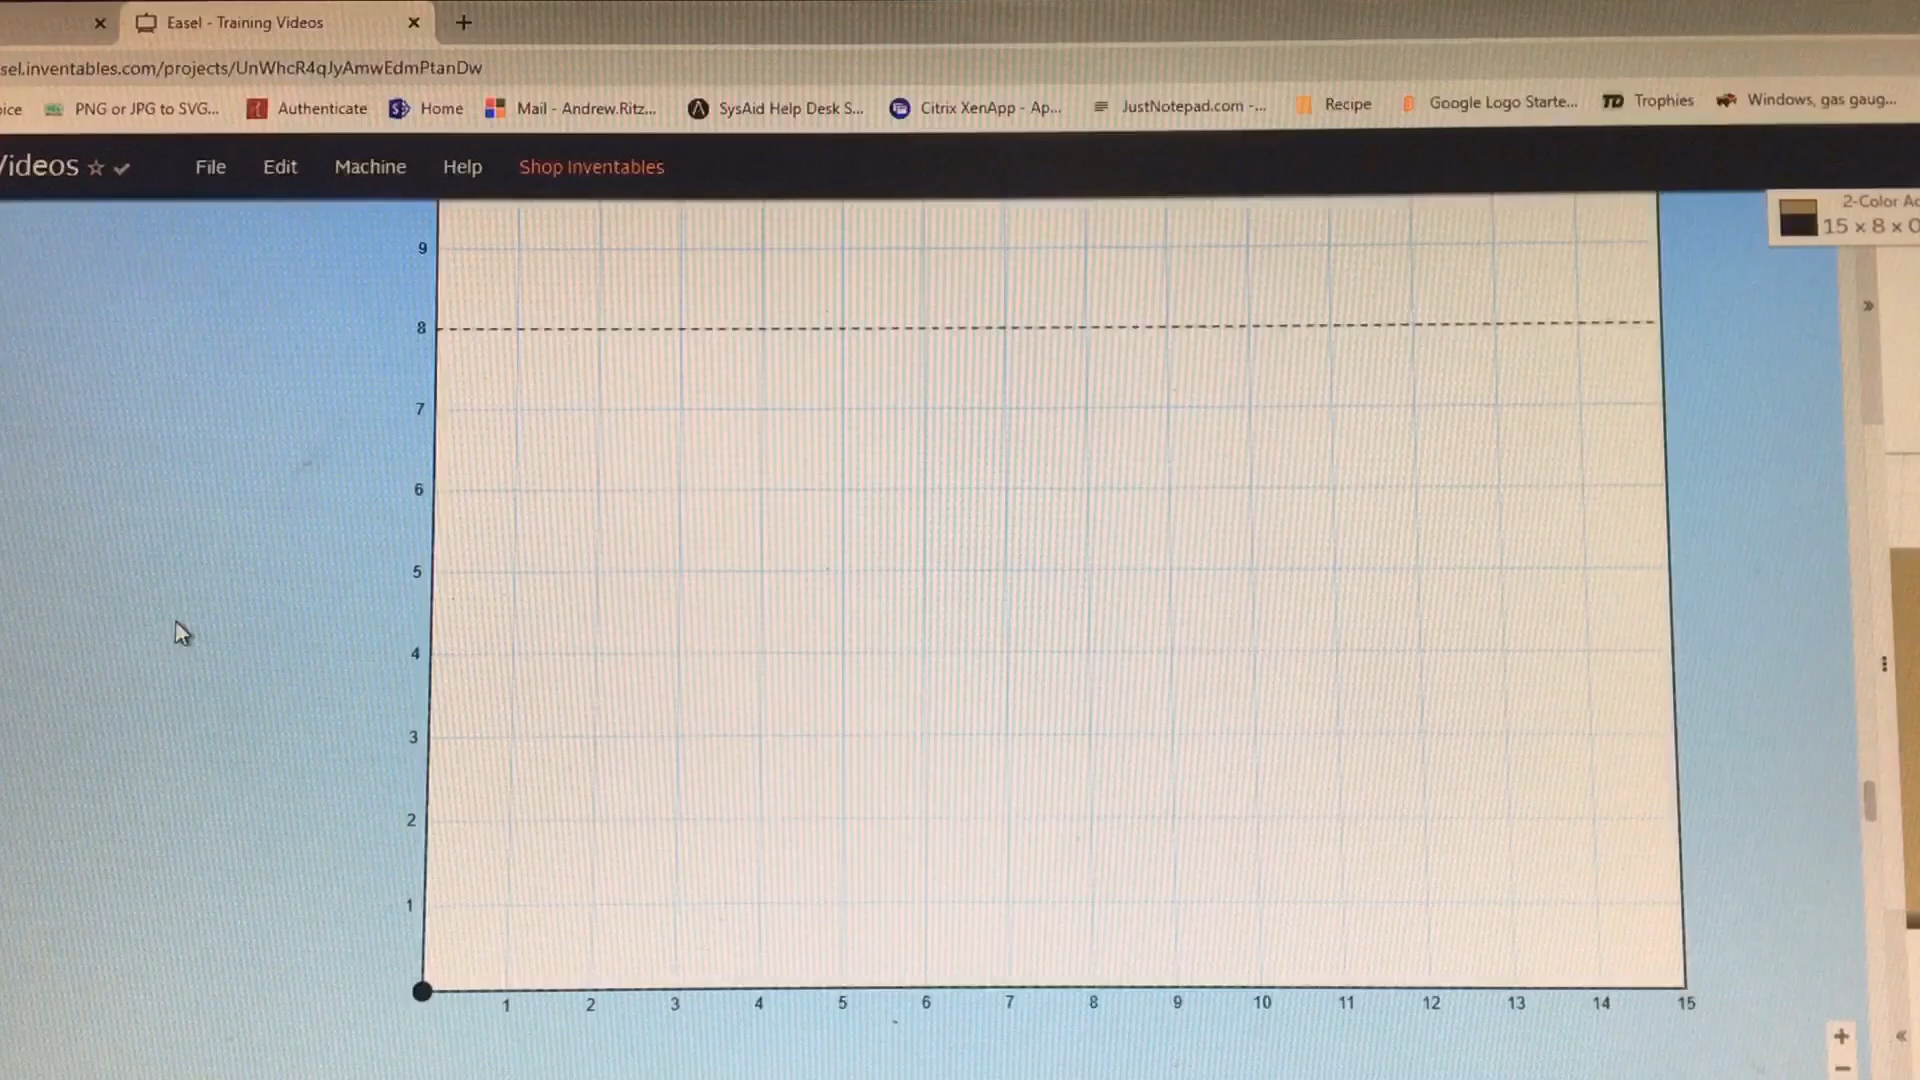 Easel - Training Videos
sel.inventables.com/projects/UnWhcR4qJyAmwEdmPtanDw
oice PNG or JPG to SVG... Authenticate Home Mail - Andrew.Ritz... SysAid Help Desk S... Citrix XenApp - Ap... JustNotepad.com -... Recipe Google Logo Starte... TD Trophies Windows, gas gaug...
Videos File Edit Machine Help Shop Inventables
2-Color Ac
15 x 8 x 0
9
8
7
6
5
4
3
2
1
1 2 3 4 5 6 7 8 9 10 11 12 13 14 15